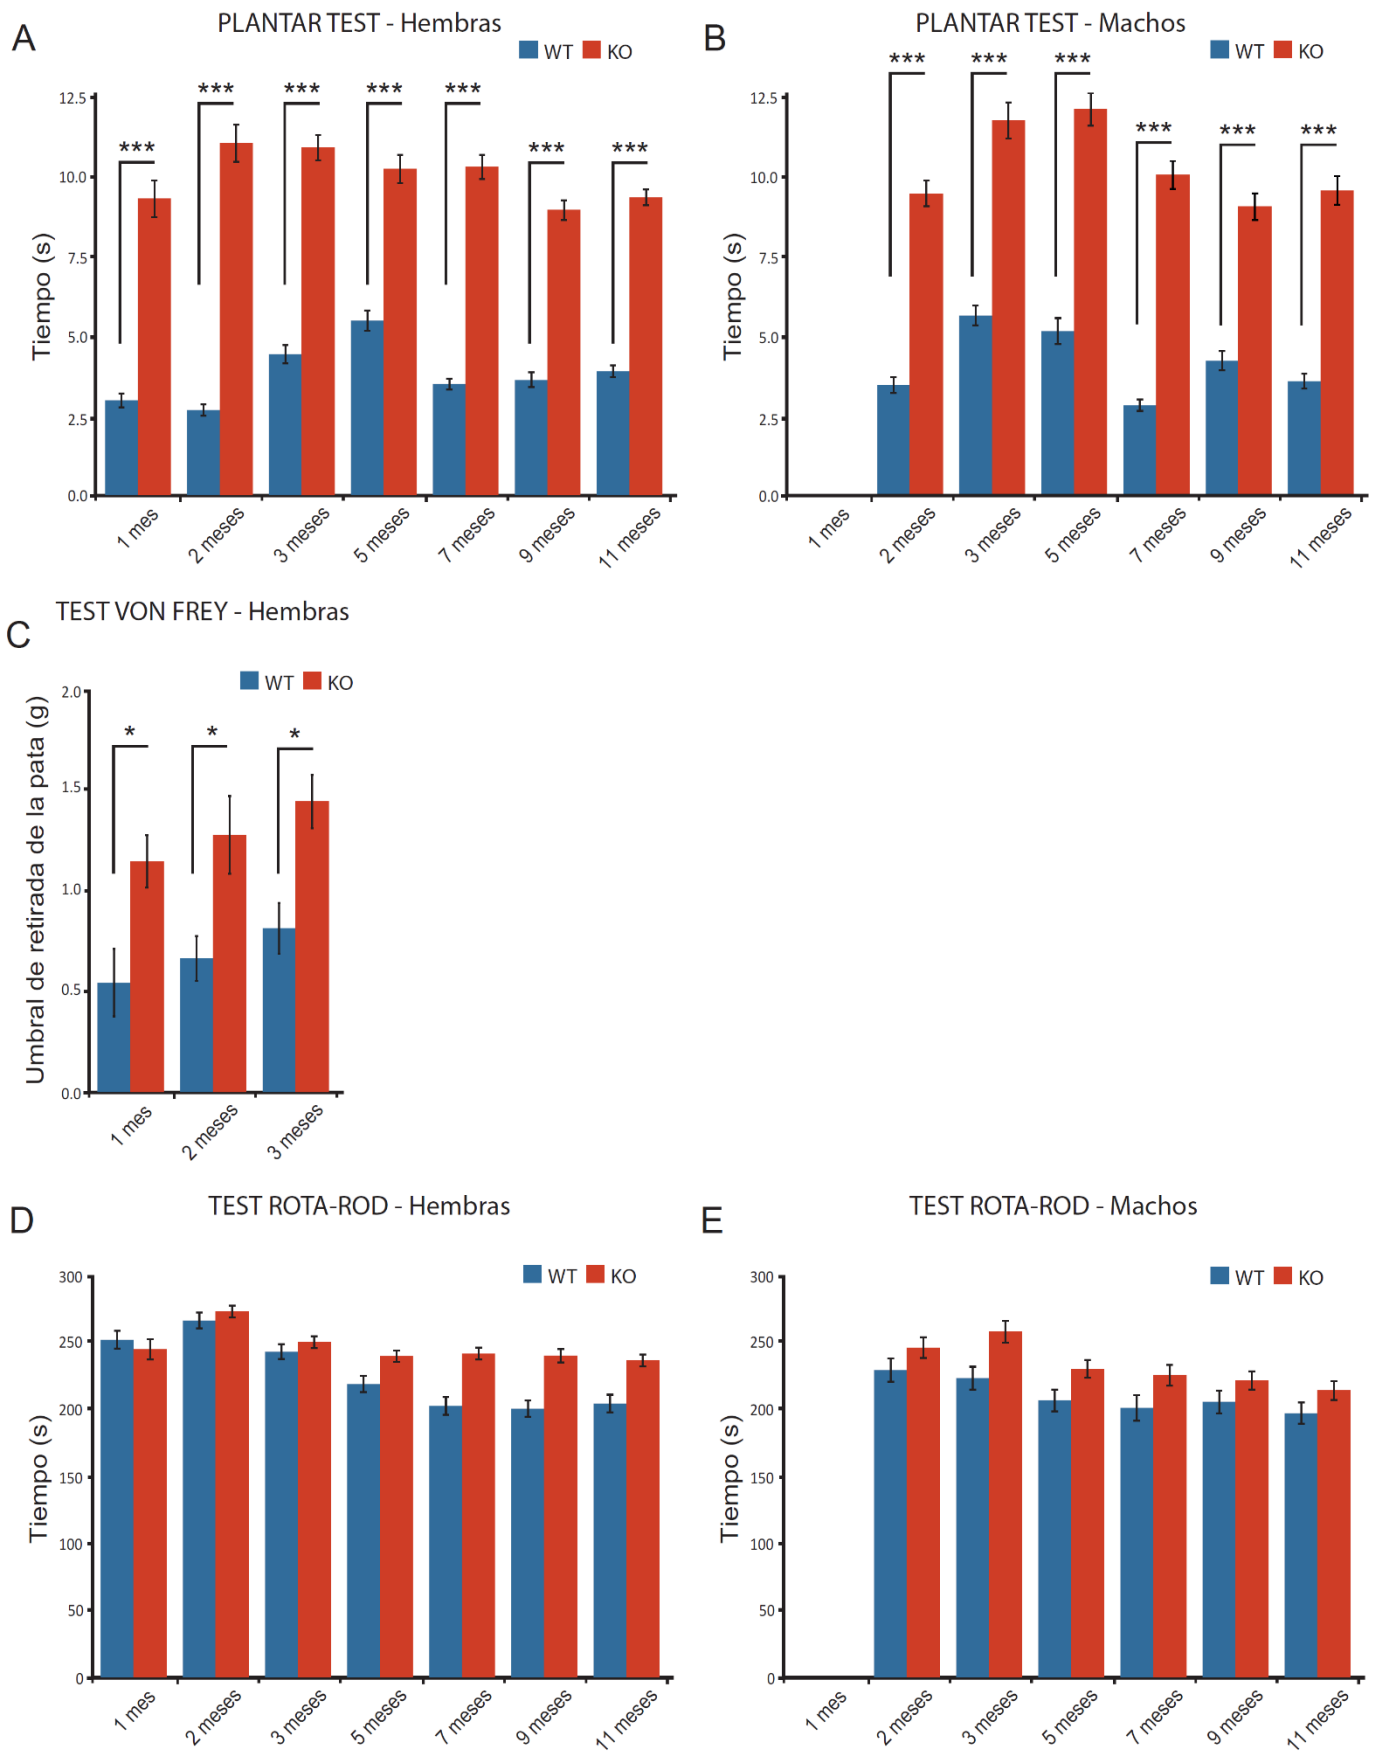 A
PLANTAR TEST - Hembras
WT KO
Tiempo (s)
12.5
10.0
7.5
5.0
2.5
0.0
*** *** *** *** *** *** ***
1 mes 2 meses 3 meses 5 meses 7 meses 9 meses 11 meses
B
PLANTAR TEST - Machos
WT KO
Tiempo (s)
12.5
10.0
7.5
5.0
2.5
0.0
*** *** *** *** *** ***
1 mes 2 meses 3 meses 5 meses 7 meses 9 meses 11 meses
C
TEST VON FREY - Hembras
WT KO
Umbral de retirada de la pata (g)
2.0
1.5
1.0
0.5
0.0
* * *
1 mes 2 meses 3 meses
D
TEST ROTA-ROD - Hembras
WT KO
Tiempo (s)
300
250
200
150
100
50
0
1 mes 2 meses 3 meses 5 meses 7 meses 9 meses 11 meses
E
TEST ROTA-ROD - Machos
WT KO
Tiempo (s)
300
250
200
150
100
50
0
1 mes 2 meses 3 meses 5 meses 7 meses 9 meses 11 meses